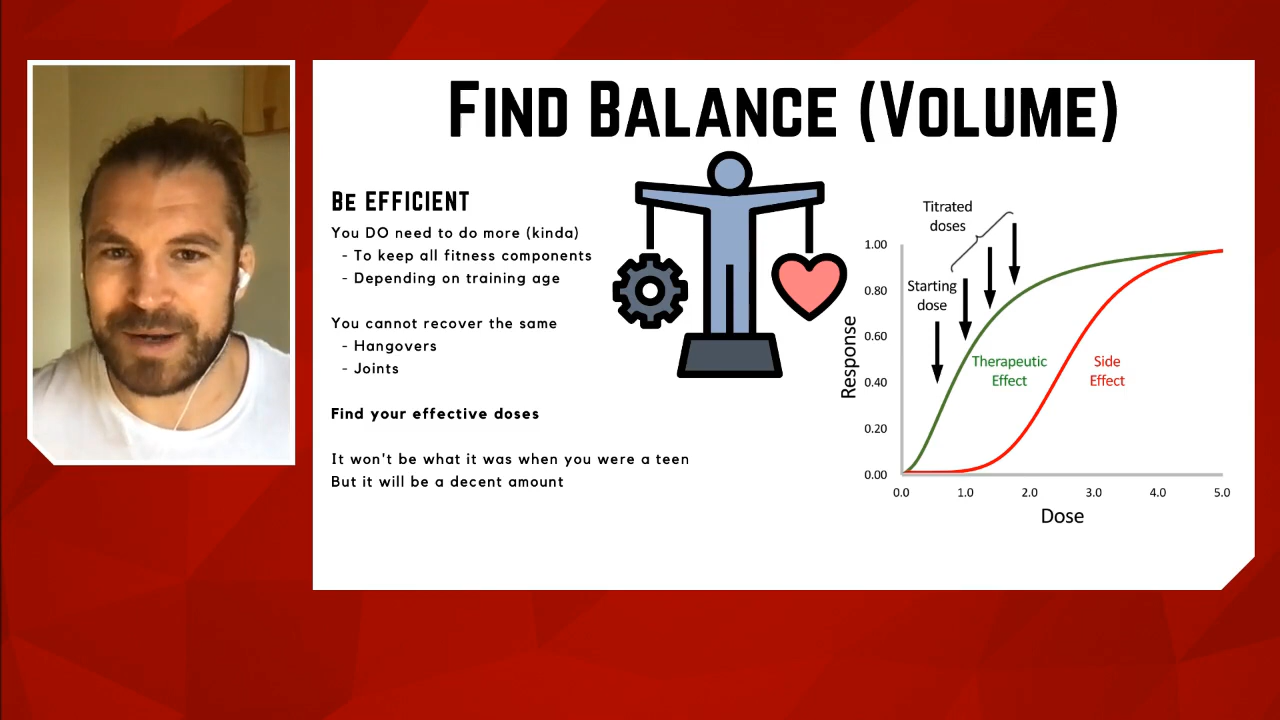 FIND BALANCE (VOLUME)
BE EFFICIENT
You DO need to do more (kinda)
- To keep all fitness components
- Depending on training age
You cannot recover the same
- Hangovers
- Joints
Find your effective doses
It won't be what it was when you were a teen
But it will be a decent amount
Titrated
doses
Starting
dose
Therapeutic
Effect
Side
Effect
Response
1.00
0.80
0.60
0.40
0.20
0.00
0.0 1.0 2.0 3.0 4.0 5.0
Dose